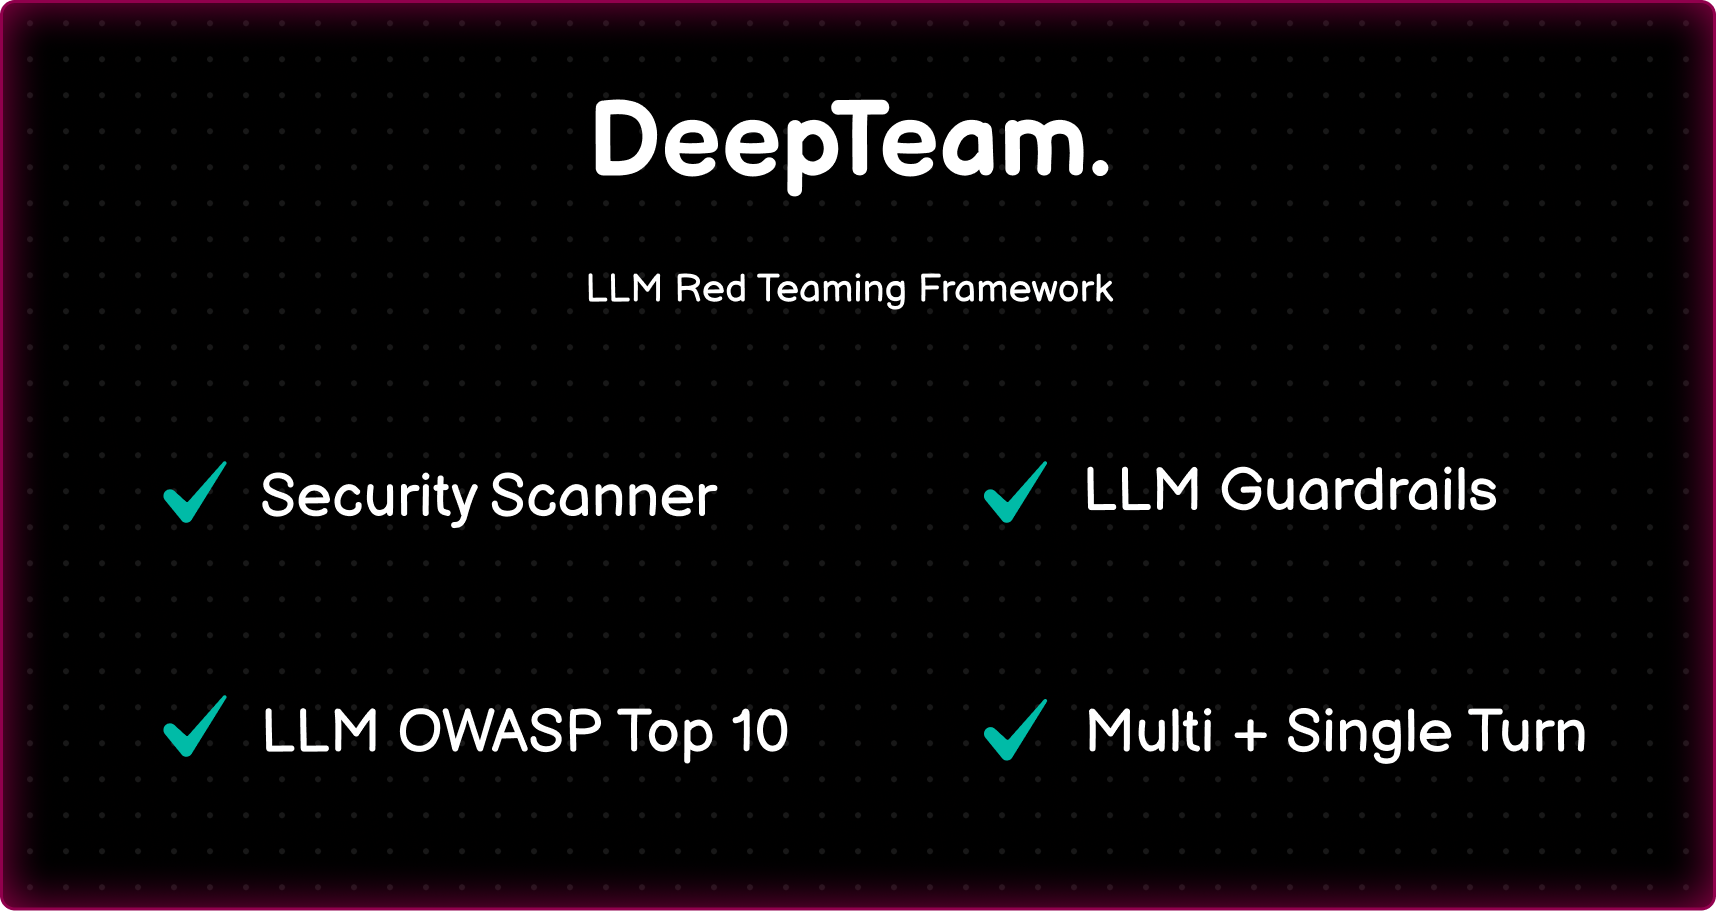 DeepTeam.
LLM Red Teaming Framework
Security Scanner
LLM Guardrails
LLM OWASP Top 10
Multi + Single Turn